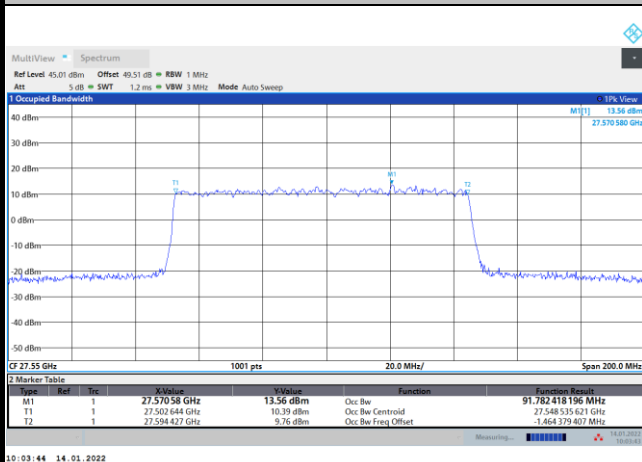 MultiView Spectrum
Ref Level 45.01 dBm Offset 49.51 dB RBW 1 MHz
Att 5 dB SWT 1.2 ms VBW 3 MHz Mode Auto Sweep
1 Occupied Bandwidth 1Pk View
M1[1] 13.56 dBm
27.570 580 GHz
40 dBm
30 dBm
20 dBm
M1
T1
T2
10 dBm
0 dBm
-10 dBm
-20 dBm
-30 dBm
-40 dBm
-50 dBm
CF 27.55 GHz 1001 pts 20.0 MHz/ Span 200.0 MHz
2 Marker Table
Type Ref Trc X-Value Y-Value Function Function Result
M1 1 27.57058 GHz 13.56 dBm Occ Bw 91.782 418 196 MHz
T1 1 27.502 644 GHz 10.39 dBm Occ Bw Centroid 27.548 535 621 GHz
T2 1 27.594 427 GHz 9.76 dBm Occ Bw Freq Offset -1.464 379 407 MHz
Measuring... 14.01.2022
10:03:43
10:03:44 14.01.2022